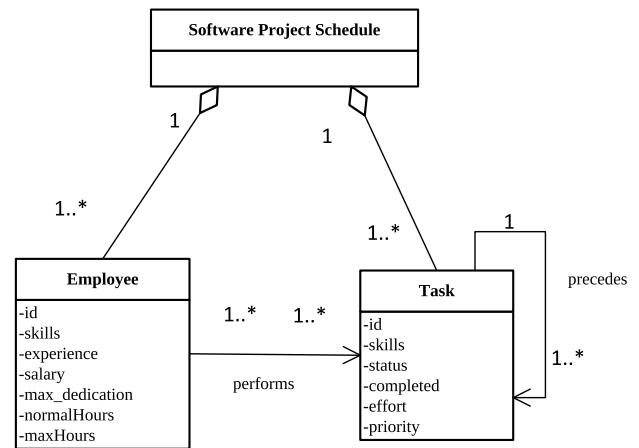 Software Project Schedule
1
1
1..*
1..*
1
Employee
-id
-skills
-experience
-salary
-max_dedication
-normalHours
-maxHours
1..*
1..*
performs
Task
-id
-skills
-status
-completed
-effort
-priority
precedes
1..*